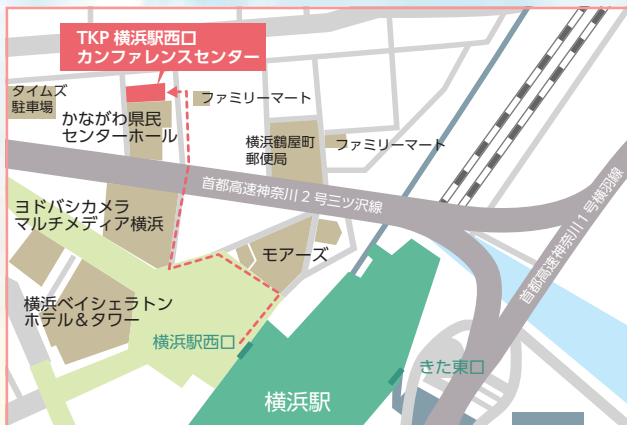 TKP 横浜駅西口
カンファレンスセンター
タイムズ
駐車場
ファミリーマート
かながわ県民
センターホール
横浜鶴屋町
郵便局
ファミリーマート
首都高速神奈川2号三ツ沢線
首都高速神奈川1号横羽線
ヨドバシカメラ
マルチメディア横浜
モアーズ
横浜ベイシェラトン
ホテル＆タワー
横浜駅西口
きた東口
横浜駅